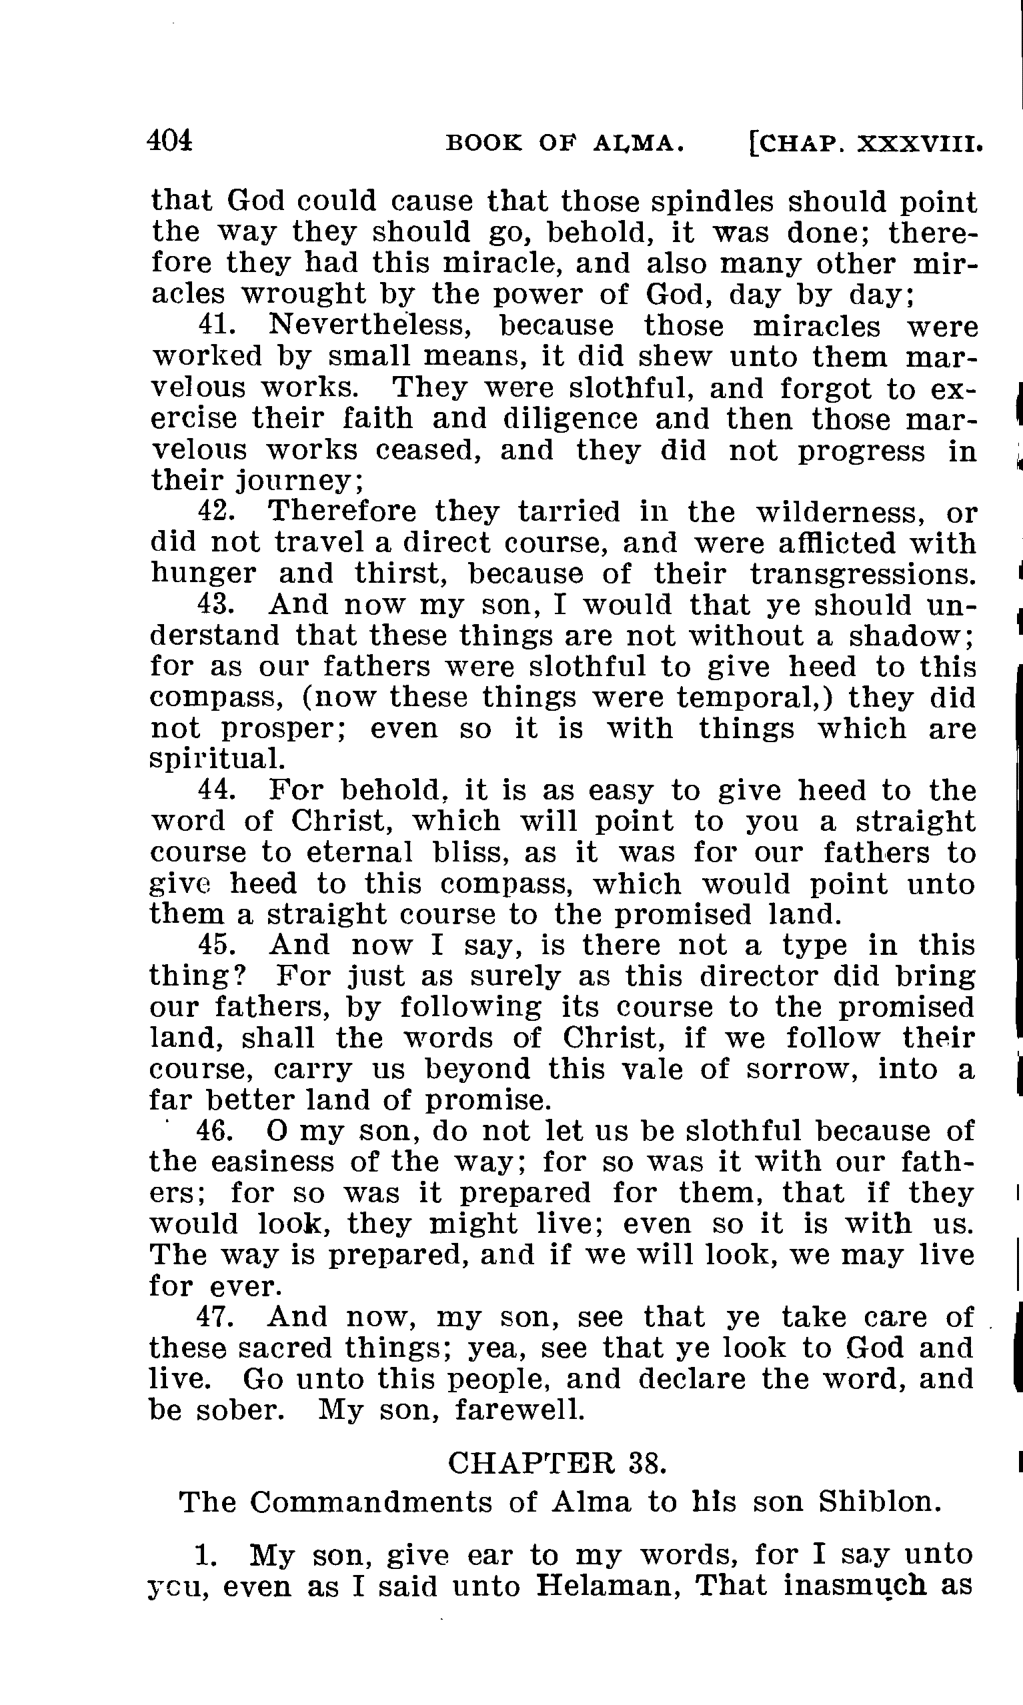 404 BOOK OF ALMA. [CHAP. XXXVIII.
that God could cause that those spindles should point
the way they should go, behold, it was done; there-
fore they had this miracle, and also many other mir-
acles wrought by the power of God, day by day;
41. Nevertheless, because those miracles were
worked by small means, it did shew unto them mar-
velous works. They were slothful, and forgot to ex-
ercise their faith and diligence and then those mar-
velous works ceased, and they did not progress in
their journey;
42. Therefore they tarried in the wilderness, or
did not travel a direct course, and were afflicted with
hunger and thirst, because of their transgressions.
43. And now my son, I would that ye should un-
derstand that these things are not without a shadow;
for as our fathers were slothful to give heed to this
compass, (now these things were temporal,) they did
not prosper; even so it is with things which are
spiritual.
44. For behold, it is as easy to give heed to the
word of Christ, which will point to you a straight
course to eternal bliss, as it was for our fathers to
give heed to this compass, which would point unto
them a straight course to the promised land.
45. And now I say, is there not a type in this
thing? For just as surely as this director did bring
our fathers, by following its course to the promised
land, shall the words of Christ, if we follow their
course, carry us beyond this vale of sorrow, into a
far better land of promise.
46. O my son, do not let us be slothful because of
the easiness of the way; for so was it with our fath-
ers; for so was it prepared for them, that if they
would look, they might live; even so it is with us.
The way is prepared, and if we will look, we may live
for ever.
47. And now, my son, see that ye take care of
these sacred things; yea, see that ye look to God and
live. Go unto this people, and declare the word, and
be sober. My son, farewell.
CHAPTER 38.
The Commandments of Alma to his son Shiblon.
1. My son, give ear to my words, for I say unto
you, even as I said unto Helaman, That inasmuch as